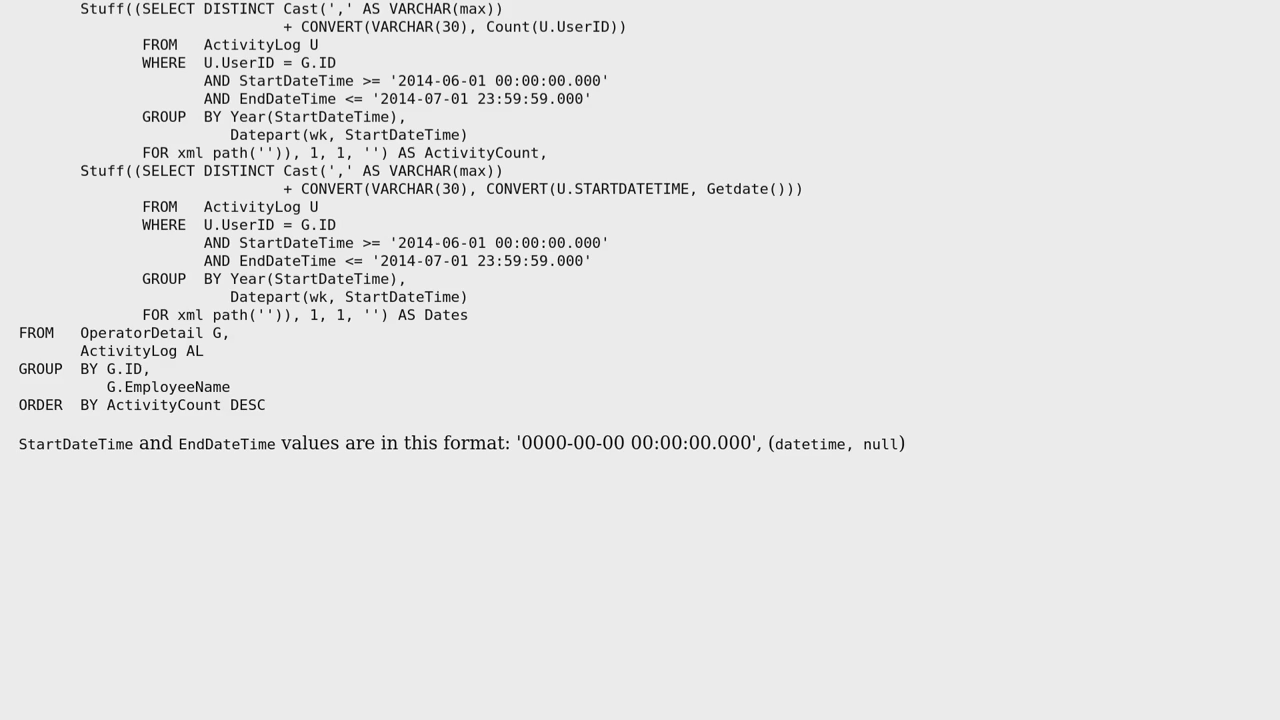 Stuff((SELECT DISTINCT Cast(',' AS VARCHAR(max))
+ CONVERT(VARCHAR(30), Count(U.UserID))
FROM ActivityLog U
WHERE U.UserID = G.ID
AND StartDateTime >= '2014-06-01 00:00:00.000'
AND EndDateTime <= '2014-07-01 23:59:59.000'
GROUP BY Year(StartDateTime),
Datepart(wk, StartDateTime)
FOR xml path('')), 1, 1, '') AS ActivityCount,
Stuff((SELECT DISTINCT Cast(',' AS VARCHAR(max))
+ CONVERT(VARCHAR(30), CONVERT(U.STARTDATETIME, Getdate()))
FROM ActivityLog U
WHERE U.UserID = G.ID
AND StartDateTime >= '2014-06-01 00:00:00.000'
AND EndDateTime <= '2014-07-01 23:59:59.000'
GROUP BY Year(StartDateTime),
Datepart(wk, StartDateTime)
FOR xml path('')), 1, 1, '') AS Dates
FROM OperatorDetail G,
ActivityLog AL
GROUP BY G.ID,
G.EmployeeName
ORDER BY ActivityCount DESC
StartDateTime and EndDateTime values are in this format: '0000-00-00 00:00:00.000', (datetime, null)